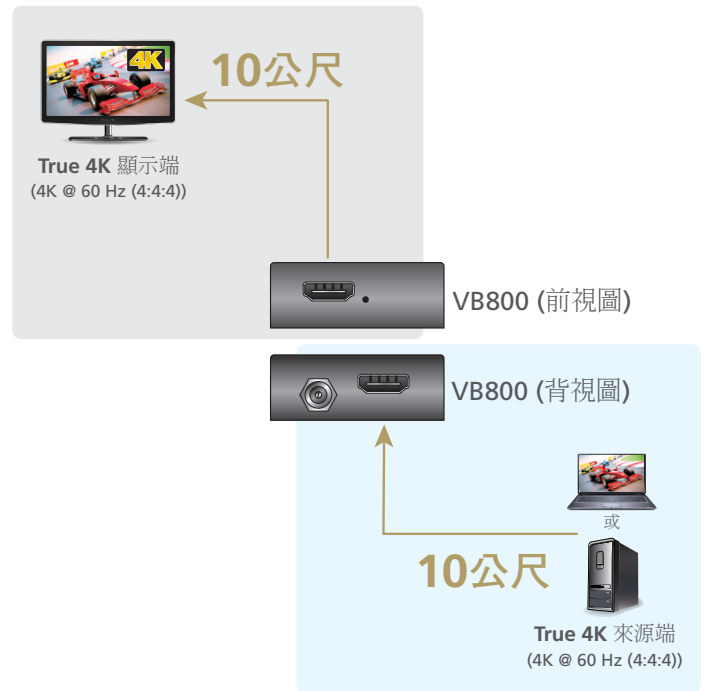 4K
10公尺
True 4K 顯示端
(4K @ 60 Hz (4:4:4))
VB800 (前視圖)
VB800 (背視圖)
或
10公尺
True 4K 來源端
(4K @ 60 Hz (4:4:4))